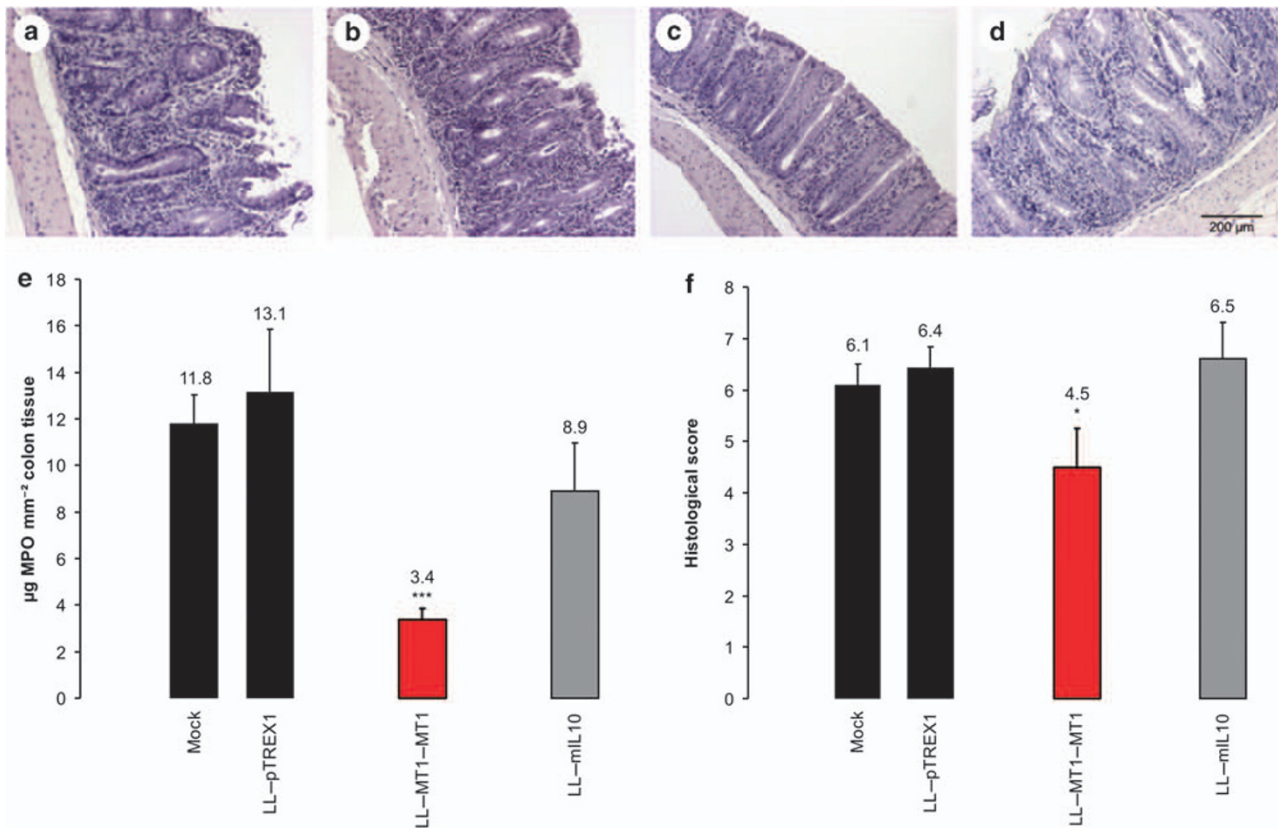 a
b
c
d
200 µm
e
18
16
14
12
10
8
6
4
2
0
µg MPO mm⁻² colon tissue
11.8
13.1
3.4
***
8.9
Mock
LL–pTREX1
LL–MT1–MT1
LL–mIL10
f
8
7
6
5
4
3
2
1
0
Histological score
6.1
6.4
4.5
*
6.5
Mock
LL–pTREX1
LL–MT1–MT1
LL–mIL10